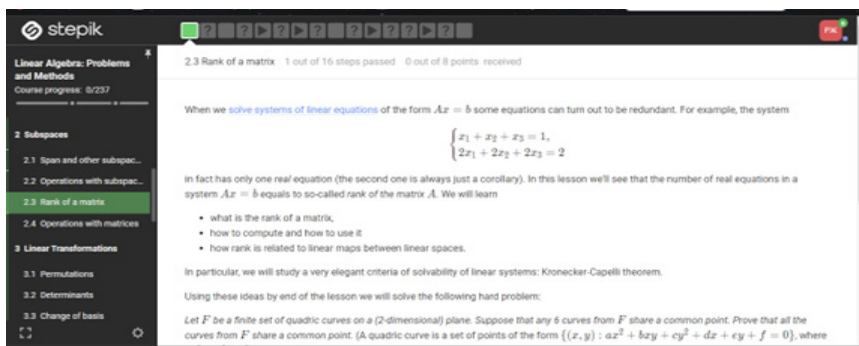 stepik
FK
Linear Algebra: Problems
and Methods
Course progress: 0/237
2 Subspaces
2.1 Span and other subspac...
2.2 Operations with subspac...
2.3 Rank of a matrix
2.4 Operations with matrices
3 Linear Transformations
3.1 Permutations
3.2 Determinants
3.3 Change of basis
2.3 Rank of a matrix 1 out of 16 steps passed 0 out of 8 points received
When we solve systems of linear equations of the form Ax = b some equations can turn out to be redundant. For example, the system
x₁ + x₂ + x₃ = 1,
2x₁ + 2x₂ + 2x₃ = 2
in fact has only one real equation (the second one is always just a corollary). In this lesson we'll see that the number of real equations in a
system Ax = b equals to so-called rank of the matrix A. We will learn
• what is the rank of a matrix,
• how to compute and how to use it
• how rank is related to linear maps between linear spaces.
In particular, we will study a very elegant criteria of solvability of linear systems: Kronecker-Capelli theorem.
Using these ideas by end of the lesson we will solve the following hard problem:
Let F be a finite set of quadric curves on a (2-dimensional) plane. Suppose that any 6 curves from F share a common point. Prove that all the
curves from F share a common point. (A quadric curve is a set of points of the form {(x, y) : ax² + bxy + cy² + dx + ey + f = 0}, where